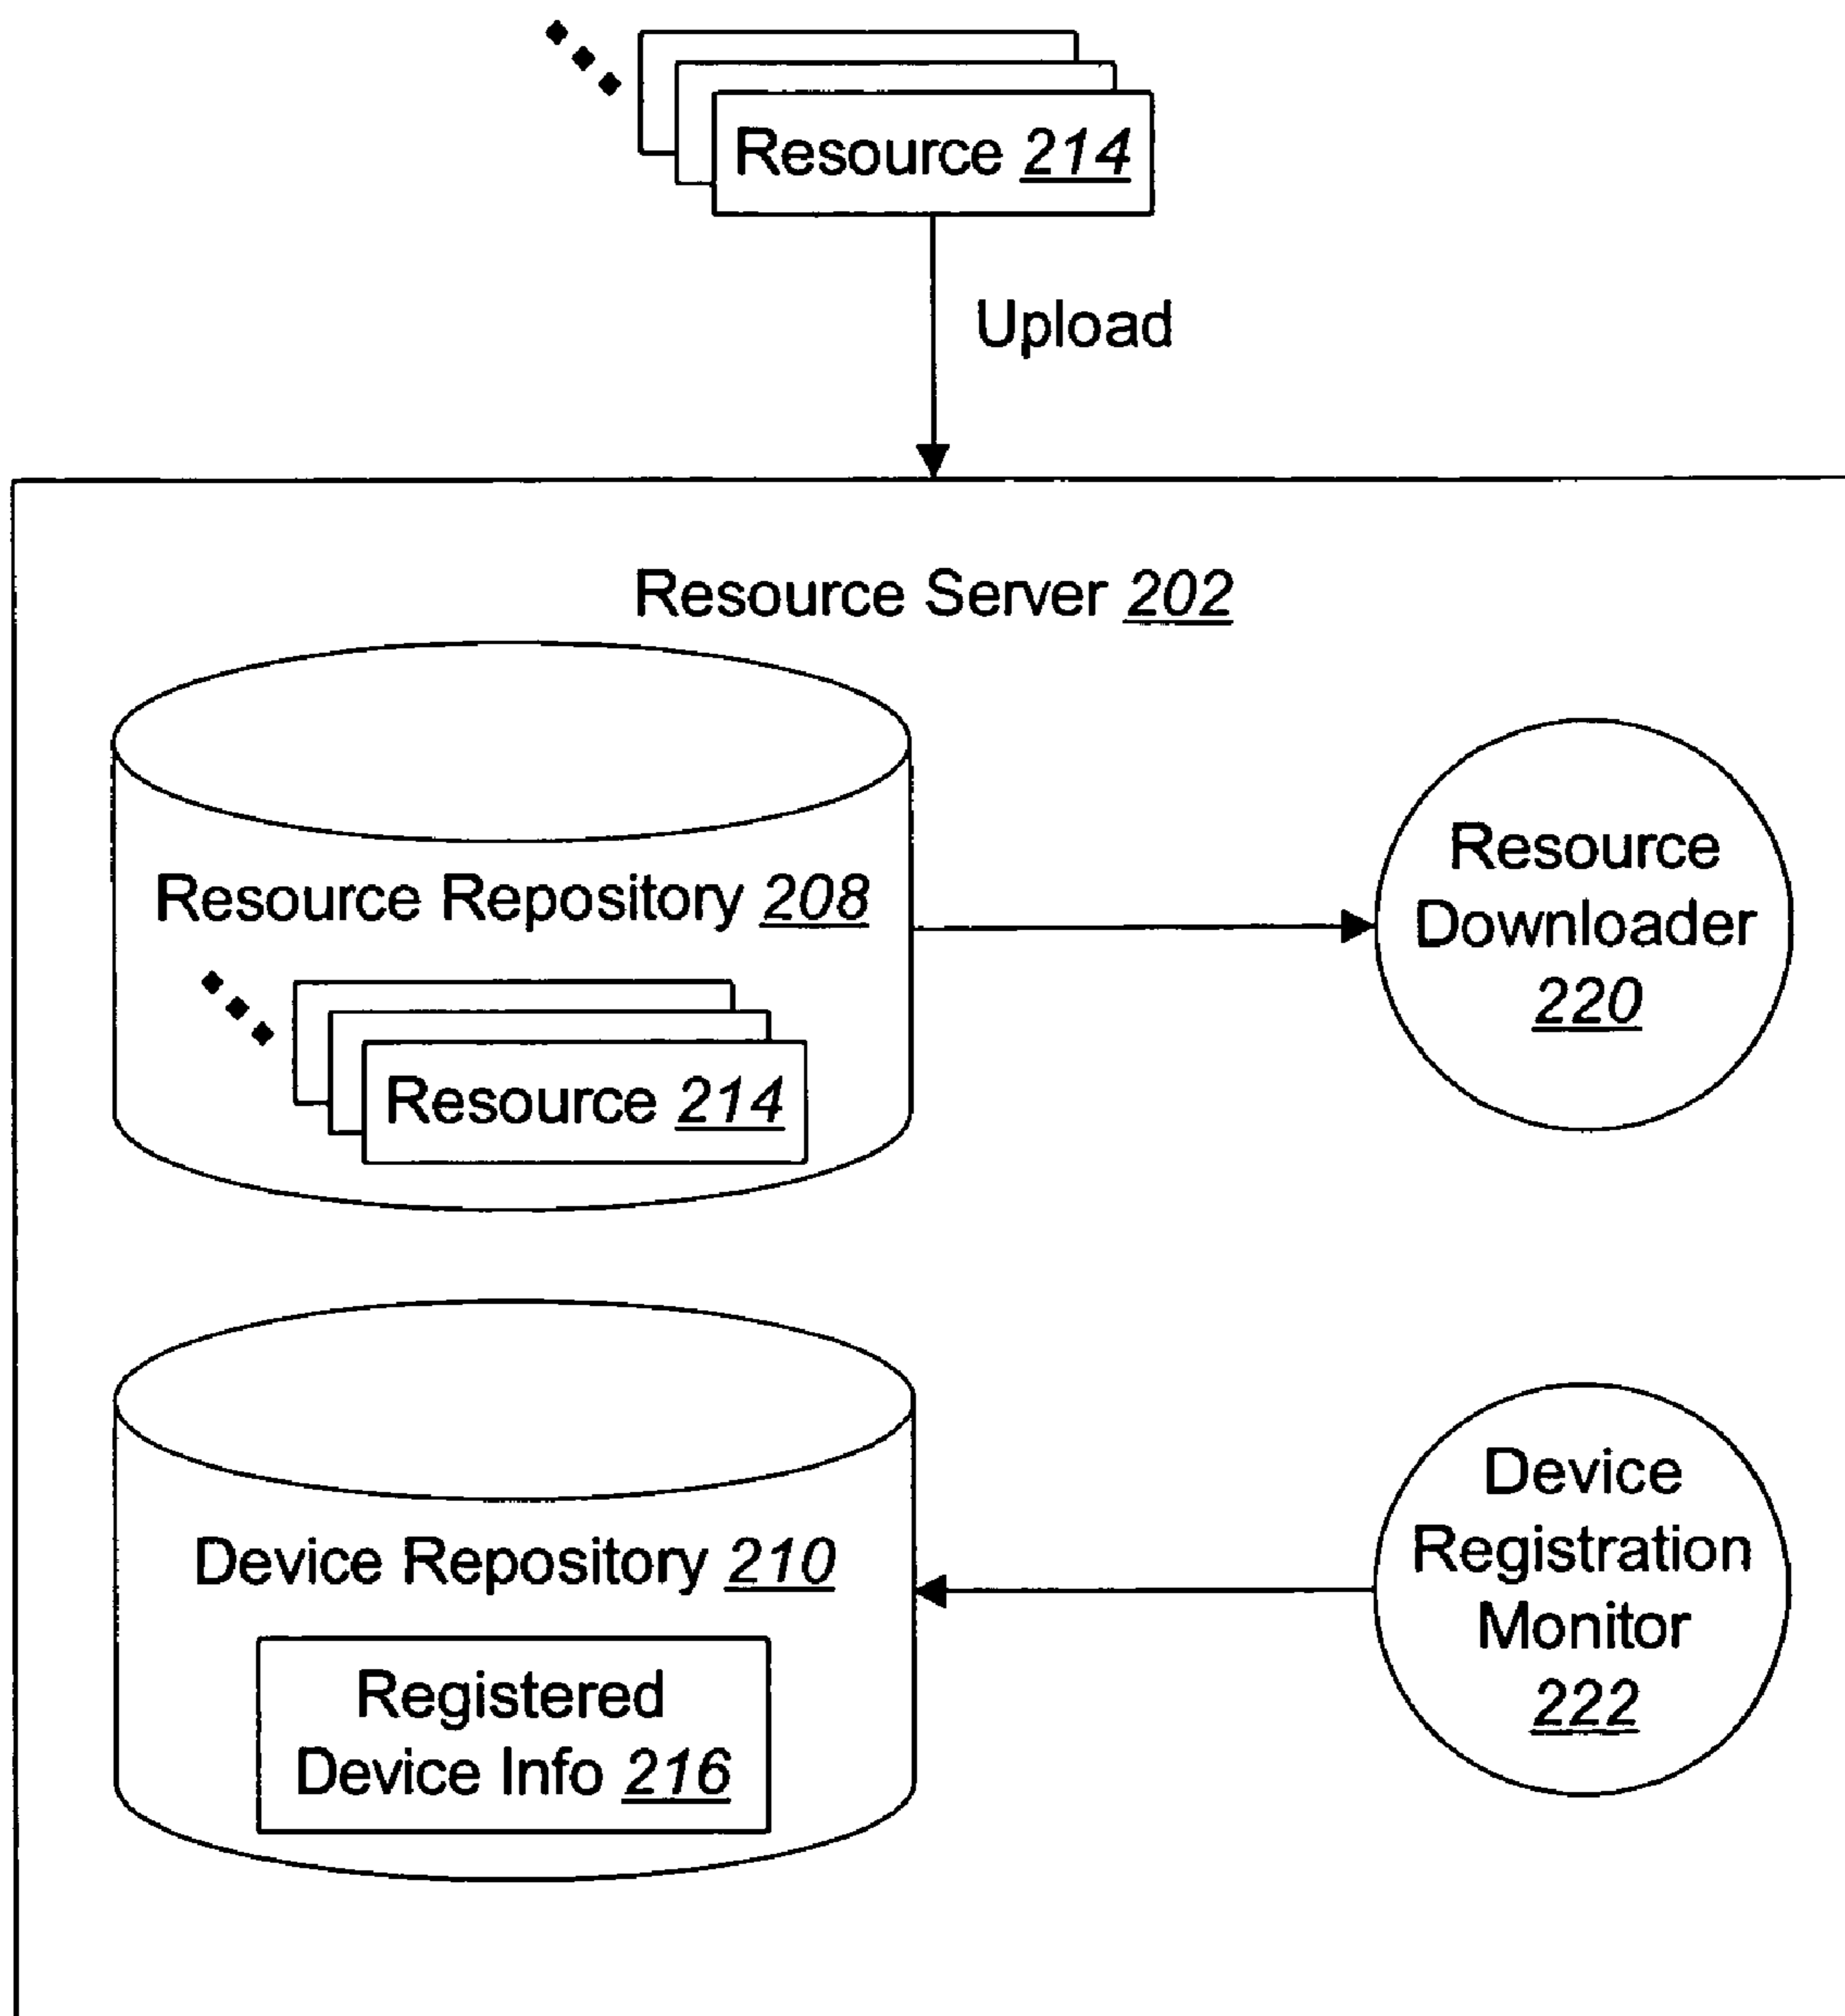 Resource 214
Upload
Resource Server 202
Resource Repository 208
Resource 214
Resource
Downloader
220
Device Repository 210
Registered
Device Info 216
Device
Registration
Monitor
222